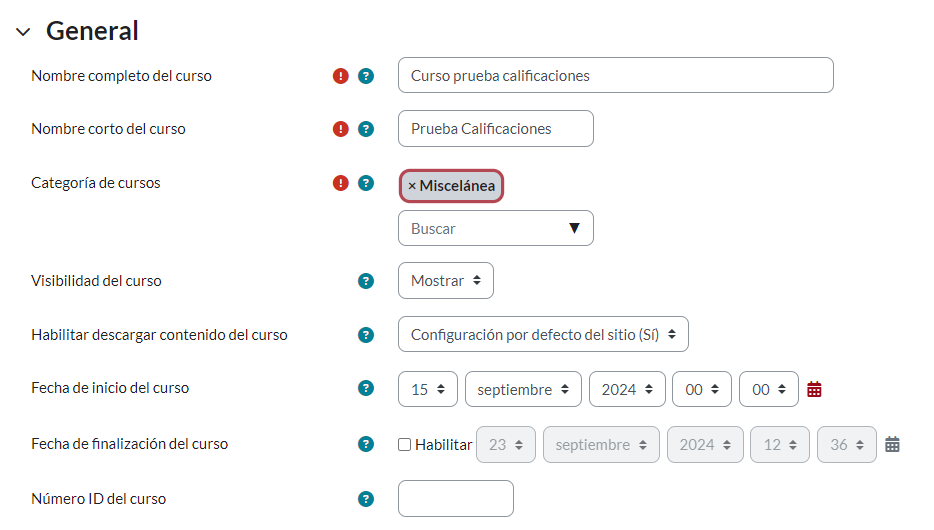 General
Nombre completo del curso
Curso prueba calificaciones
Nombre corto del curso
Prueba Calificaciones
Categoría de cursos
× Miscelánea
Buscar
Visibilidad del curso
Mostrar
Habilitar descargar contenido del curso
Configuración por defecto del sitio (Sí)
Fecha de inicio del curso
15 septiembre 2024 00 00
Fecha de finalización del curso
Habilitar 23 septiembre 2024 12 36
Número ID del curso